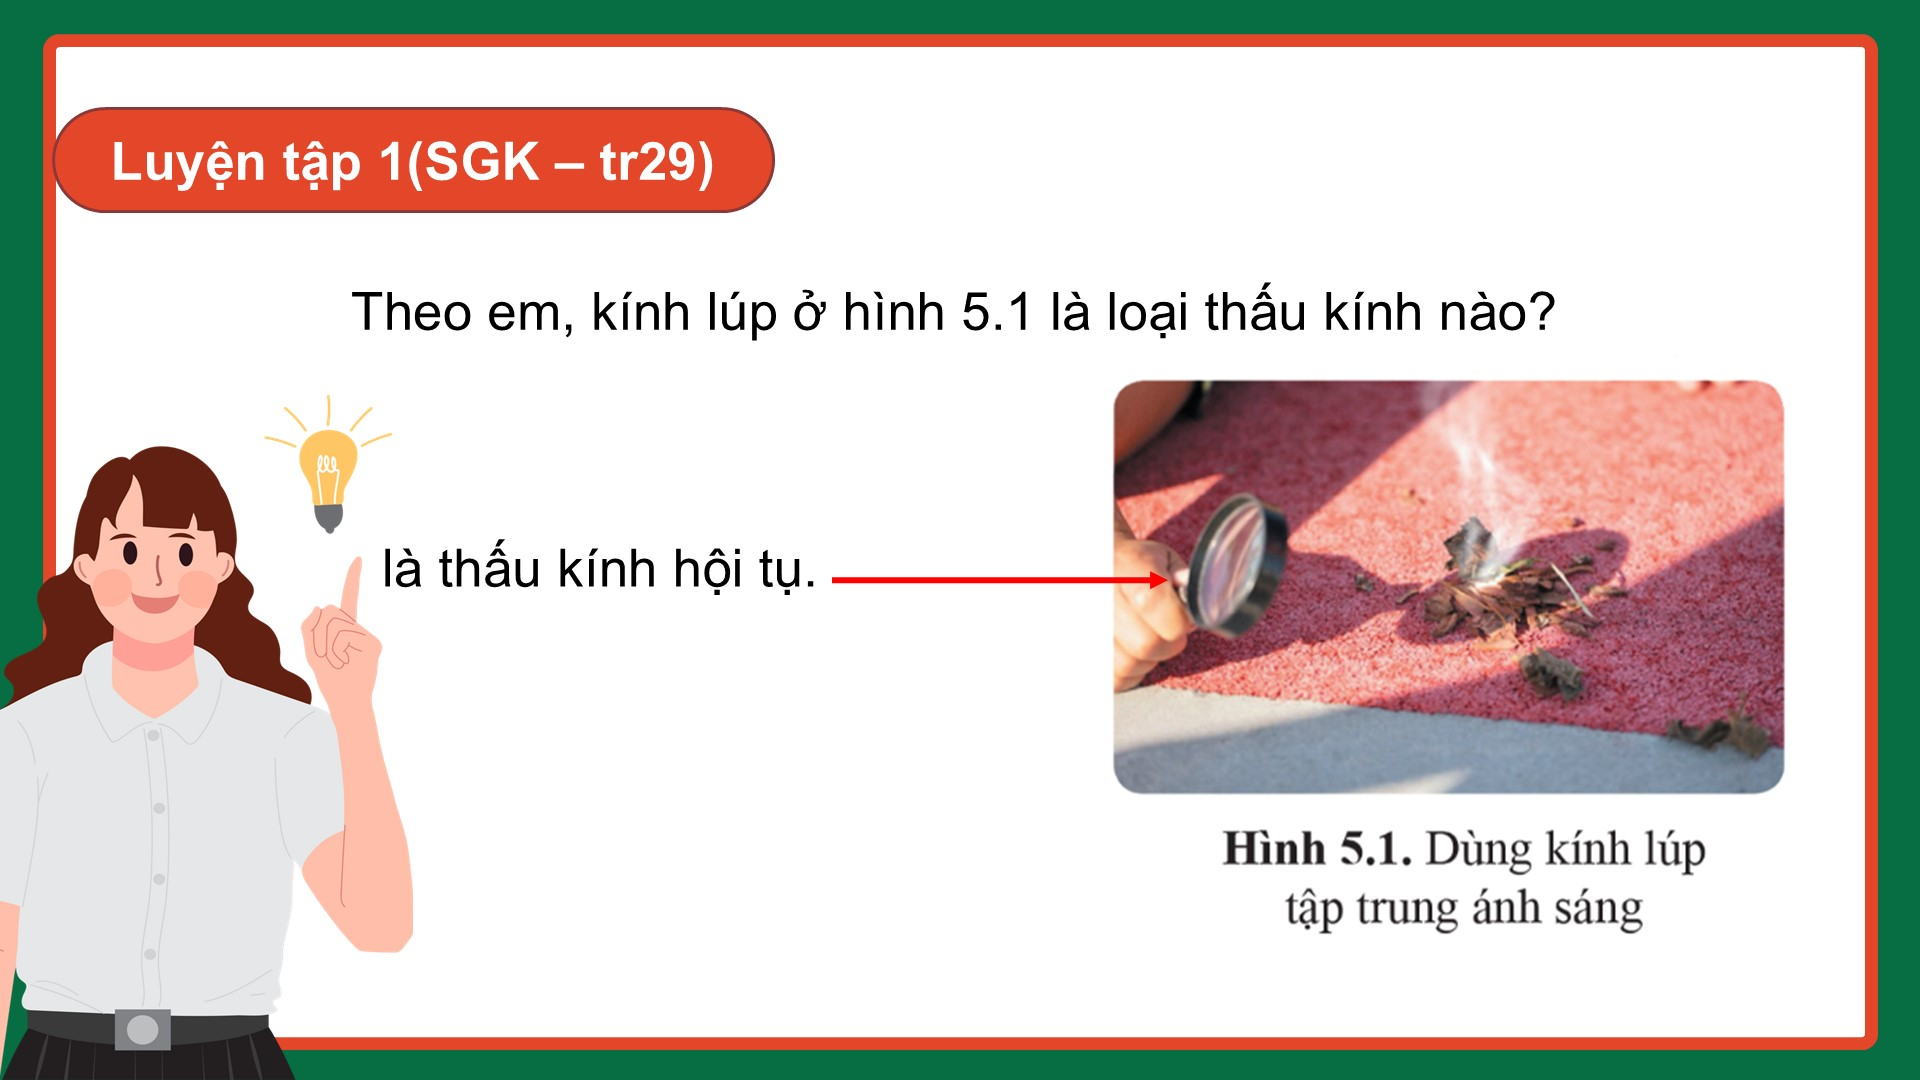 Luyện tập 1(SGK – tr29)
Theo em, kính lúp ở hình 5.1 là loại thấu kính nào?
là thấu kính hội tụ.
Hình 5.1. Dùng kính lúp
tập trung ánh sáng